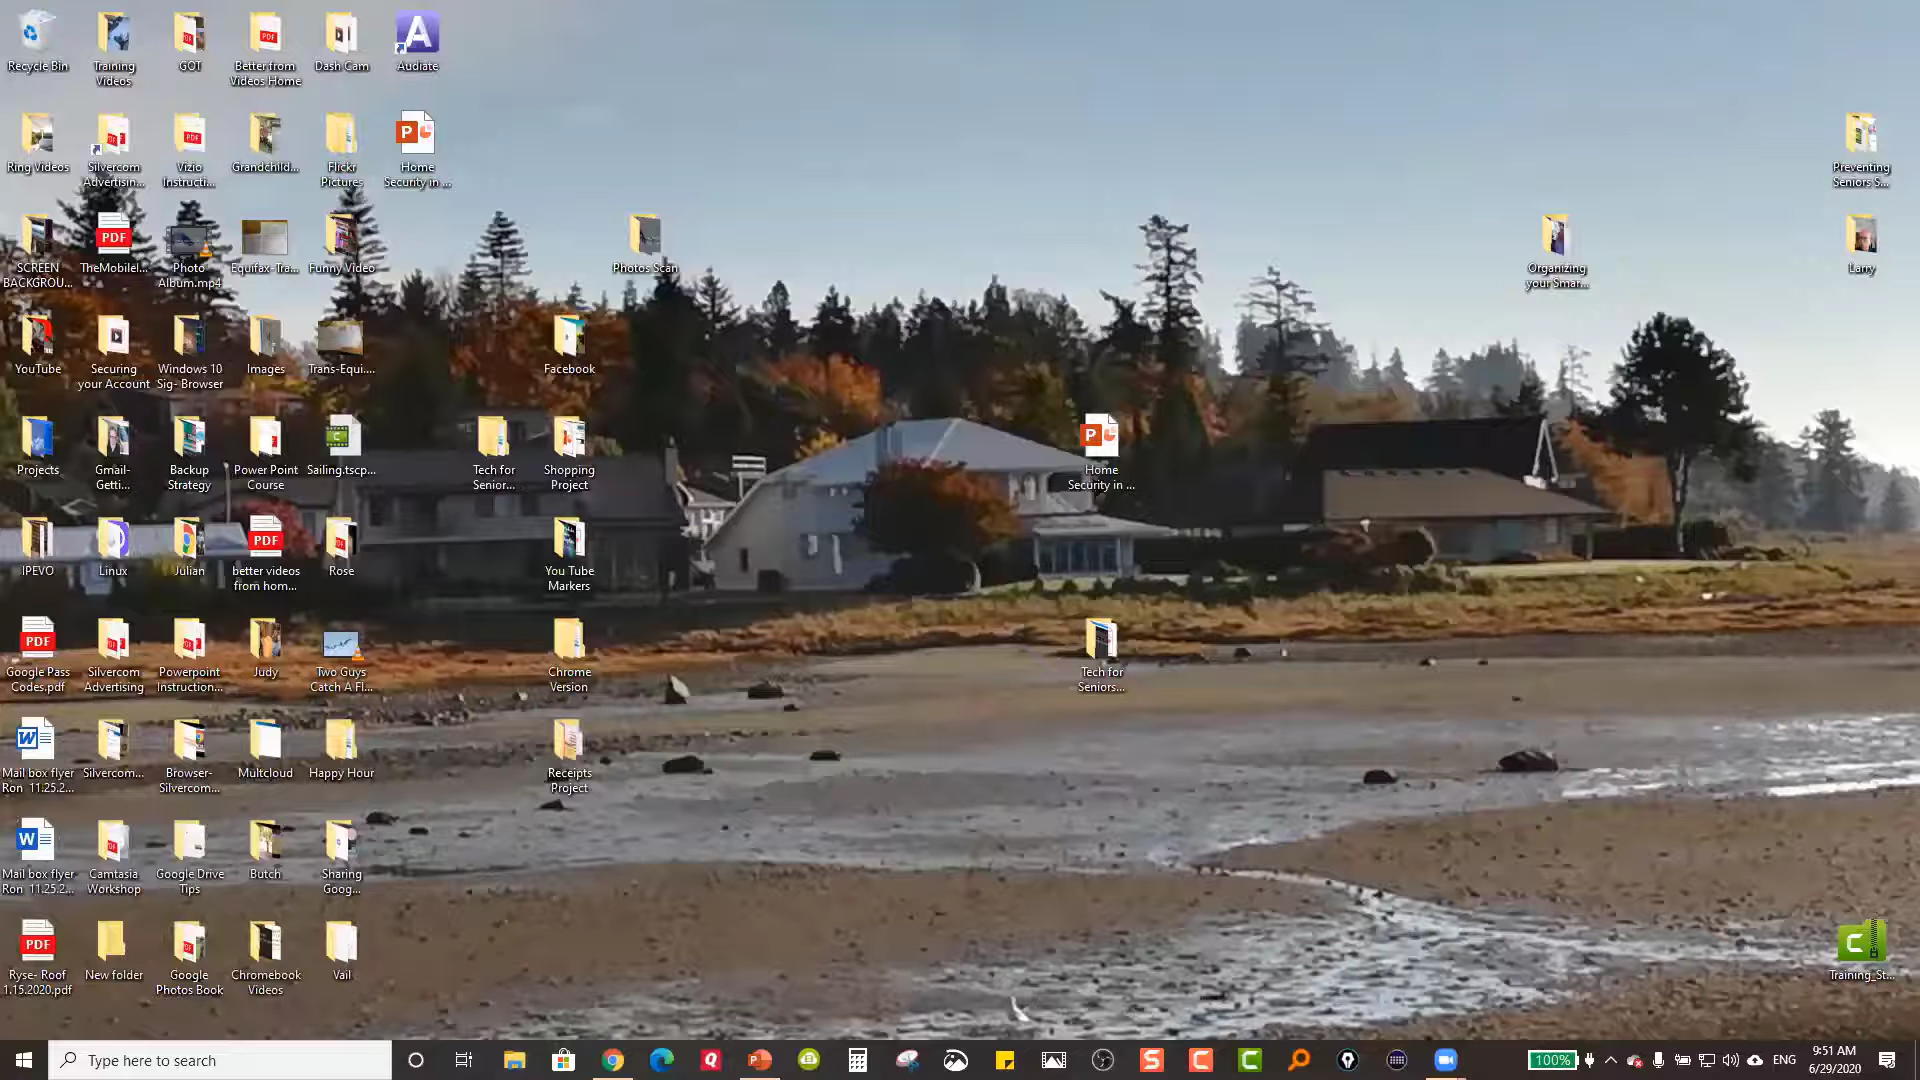 Recycle Bin
Training
Videos
GOT
Better from
Videos Home
Dash Cam
Audiate
Ring Videos
Silvercom
Advertisin...
Vizio
Instructi...
Grandchild...
Flickr
Pictures
Home
Security in ...
Preventing
Seniors S...
SCREEN
BACKGROU...
TheMobileI...
Photo
Album.mp4
Equifax-Tra...
Funny Video
Photos Scan
Organizing
your Smar...
Larry
YouTube
Securing
your Account
Windows 10
Sig- Browser
Images
Trans-Equi....
Facebook
Projects
Gmail-
Getti...
Backup
Strategy
Power Point
Course
Sailing.tscp...
Tech for
Senior...
Shopping
Project
Home
Security in ...
IPEVO
Linux
Julian
better videos
from hom...
Rose
You Tube
Markers
Google Pass
Codes.pdf
Silvercom
Advertising
Powerpoint
Instruction...
Judy
Two Guys
Catch A Fl...
Chrome
Version
Tech for
Seniors...
Mail box flyer
Ron 11.25.2...
Silvercom...
Browser-
Silvercom...
Multcloud
Happy Hour
Receipts
Project
Mail box flyer
Ron 11.25.2...
Camtasia
Workshop
Google Drive
Tips
Butch
Sharing
Goog...
Ryse- Roof
1.15.2020.pdf
New folder
Google
Photos Book
Chromebook
Videos
Vail
Training_St...
Type here to search
100%
ENG
9:51 AM
6/29/2020